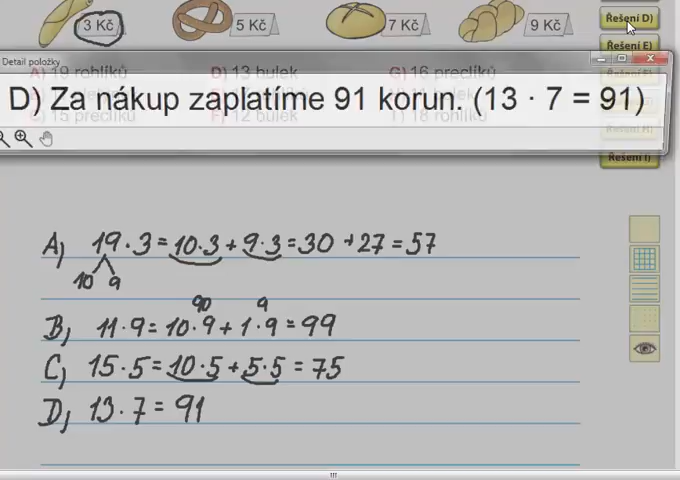 3 Kč 5 Kč 7 Kč 9 Kč Řešení D)
Řešení E)
Detail položky
A) 19 rohlíků D) 13 bulek G) 16 preclíků
D) Za nákup zaplatíme 91 korun. (13 · 7 = 91)
C) 15 preclíků F) 12 bulek I) 18 rohlíků
Řešení I)
A) 19 · 3 = 10 · 3 + 9 · 3 = 30 + 27 = 57
10 9
90 9
B) 11 · 9 = 10 · 9 + 1 · 9 = 99
C) 15 · 5 = 10 · 5 + 5 · 5 = 75
D) 13 · 7 = 91